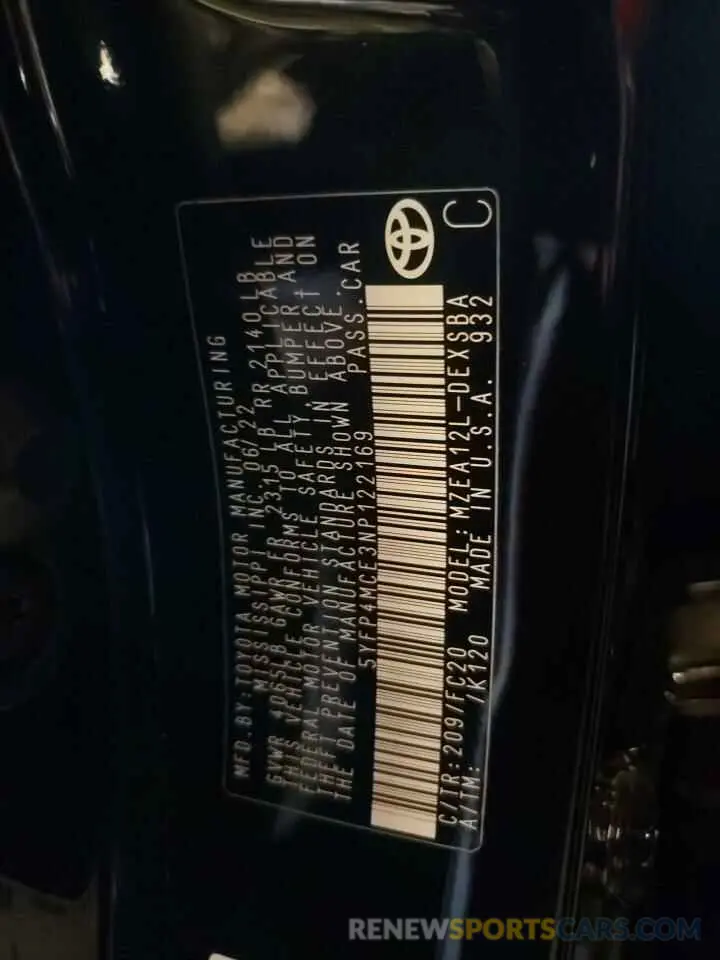 MFD.BY:TOYOTA MOTOR MANUFACTURING
MISSISSIPPI INC. 06/22
GVWR 4065LB GAWR FR 2315 LB RR 2140LB
THIS VEHICLE CONFORMS TO ALL APPLICABLE
FEDERAL MOTOR VEHICLE SAFETY, BUMPER AND
THEFT PREVENTION STANDARDS IN EFFECT ON
THE DATE OF MANUFACTURE SHOWN ABOVE.
5YFP4MCE3NP122169 PASS.CAR
C/TR:209/FC20 MODEL:MZEA12L-DEXSBA
A/TM: /K120 MADE IN U.S.A. 932
C
RENEWSPORTSCARS.COM